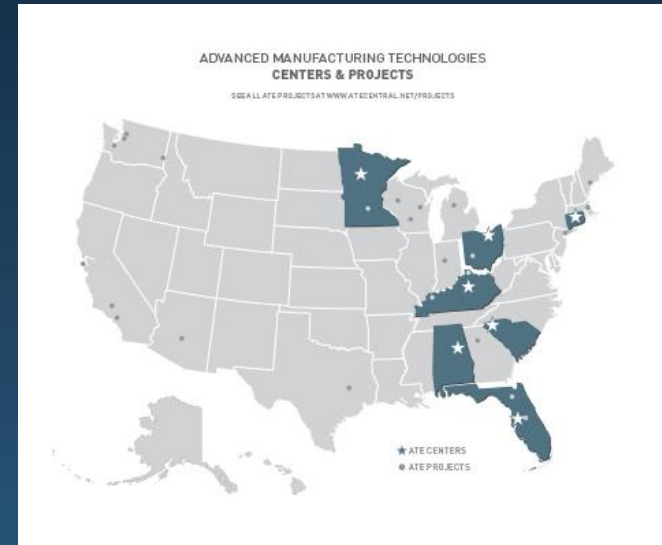 ADVANCED MANUFACTURING TECHNOLOGIES
CENTERS & PROJECTS
SEE ALL ATE PROJECTS AT WWW.ATECENTRAL.NET/PROJECTS
ATE CENTERS
ATE PROJECTS